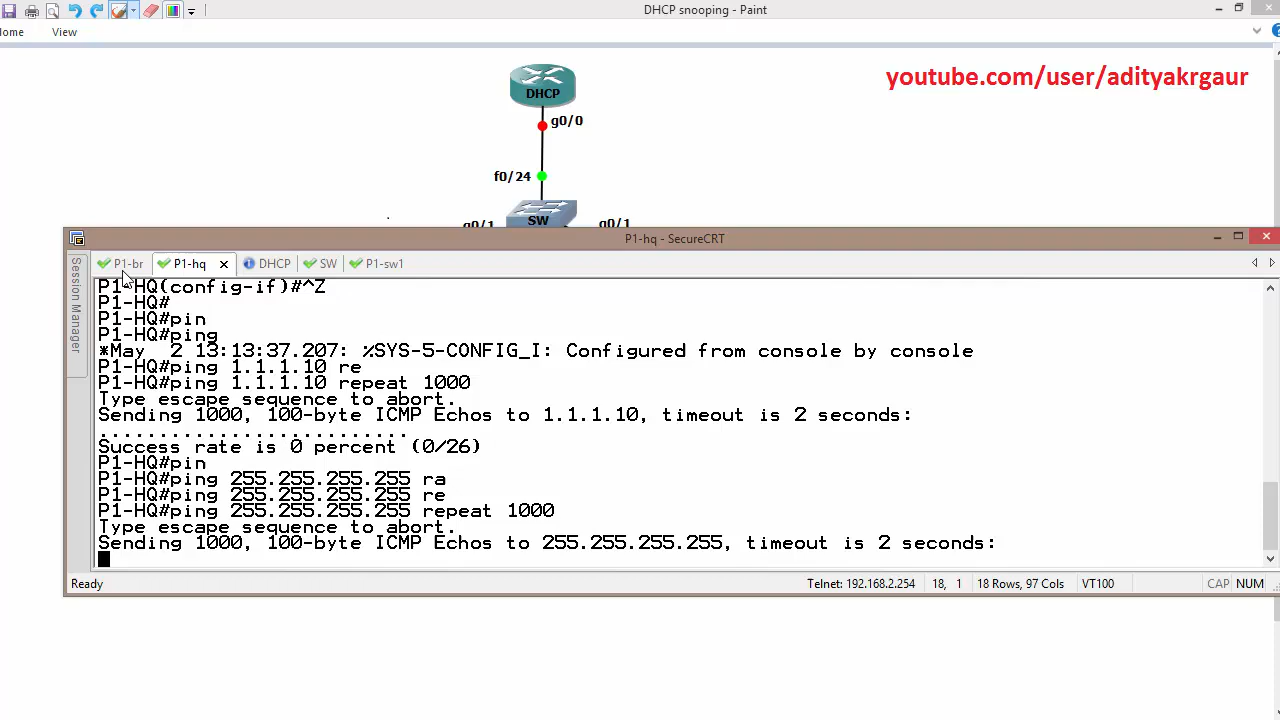 DHCP snooping - Paint
ome View
youtube.com/user/adityakrgaur
DHCP
g0/0
f0/24
SW
g0/1 g0/1
P1-hq - SecureCRT
Session Manager
P1-br P1-hq DHCP SW P1-sw1
P1-HQ(config-if)#^Z
P1-HQ#
P1-HQ#pin
P1-HQ#ping
*May  2 13:13:37.207: %SYS-5-CONFIG_I: Configured from console by console
P1-HQ#ping 1.1.1.10 re
P1-HQ#ping 1.1.1.10 repeat 1000
Type escape sequence to abort.
Sending 1000, 100-byte ICMP Echos to 1.1.1.10, timeout is 2 seconds:
..........................
Success rate is 0 percent (0/26)
P1-HQ#pin
P1-HQ#ping 255.255.255.255 ra
P1-HQ#ping 255.255.255.255 re
P1-HQ#ping 255.255.255.255 repeat 1000
Type escape sequence to abort.
Sending 1000, 100-byte ICMP Echos to 255.255.255.255, timeout is 2 seconds:
Ready Telnet: 192.168.2.254 18, 1 18 Rows, 97 Cols VT100 CAP NUM